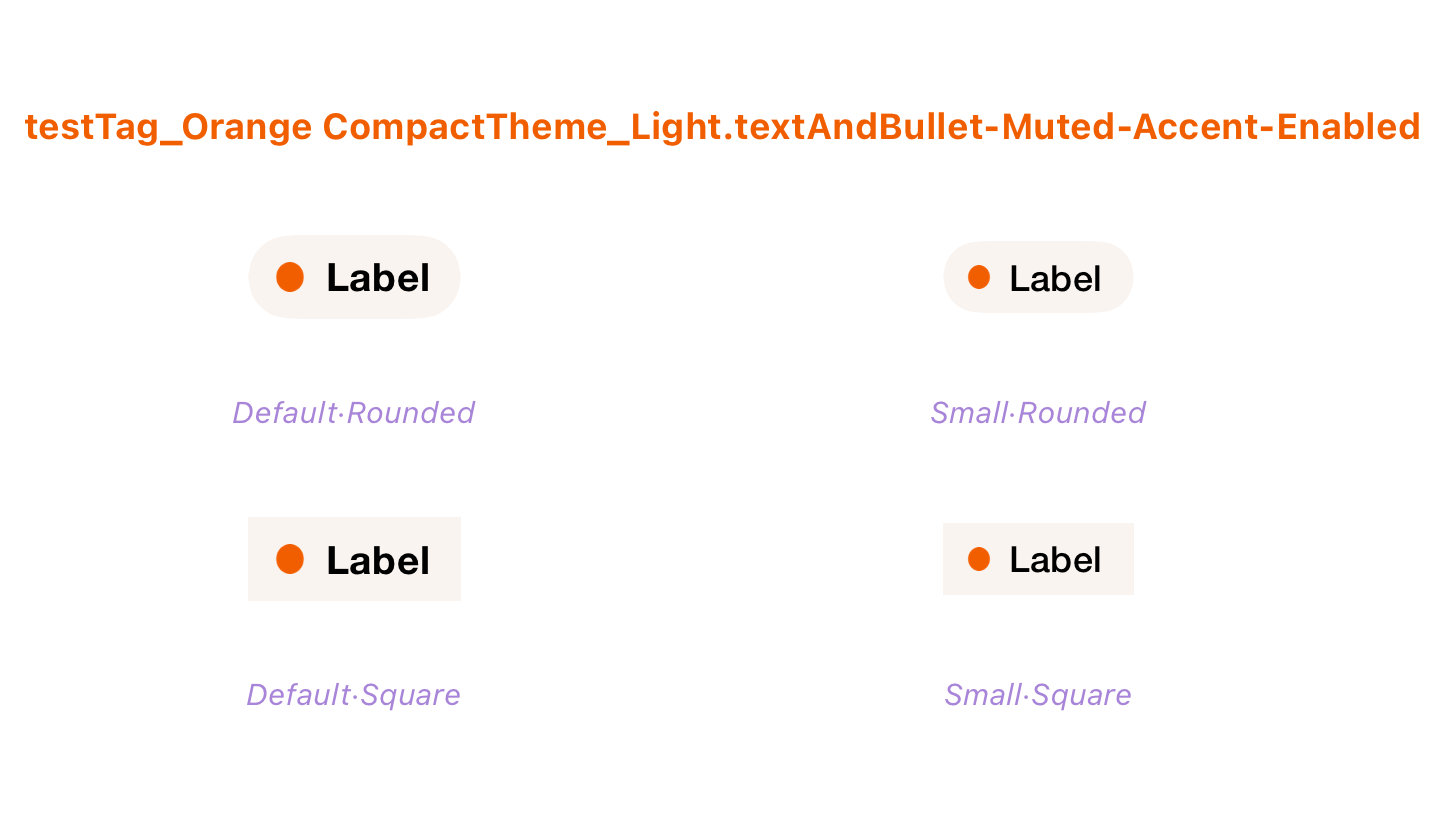 testTag_Orange CompactTheme_Light.textAndBullet-Muted-Accent-Enabled
Label
Label
Default·Rounded
Small·Rounded
Label
Label
Default·Square
Small·Square